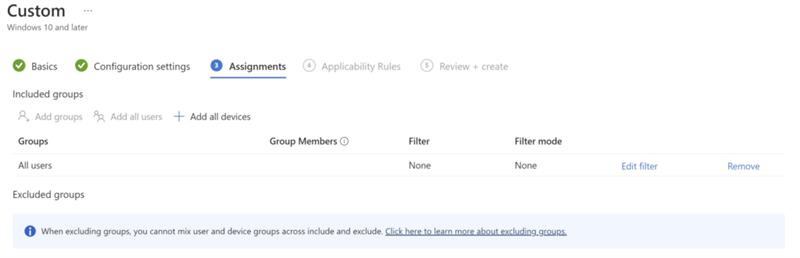 Custom ...
Windows 10 and later
Basics Configuration settings 3 Assignments 4 Applicability Rules 5 Review + create
Included groups
Add groups Add all users + Add all devices
Groups Group Members Filter Filter mode
All users None None Edit filter Remove
Excluded groups
When excluding groups, you cannot mix user and device groups across include and exclude. Click here to learn more about excluding groups.